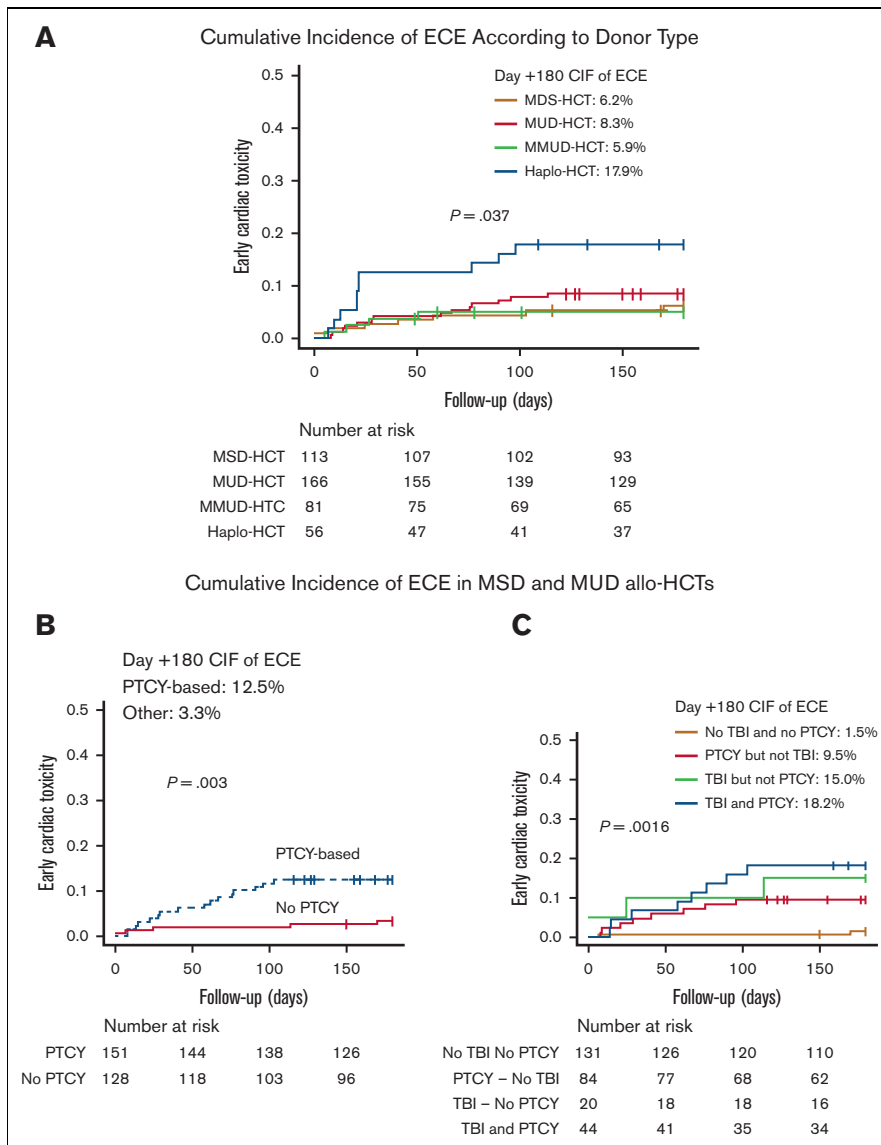 A
Cumulative Incidence of ECE According to Donor Type
Day +180 CIF of ECE
MDS-HCT: 6.2%
MUD-HCT: 8.3%
MMUD-HCT: 5.9%
Haplo-HCT: 17.9%
P = .037
Early cardiac toxicity
0.5
0.4
0.3
0.2
0.1
0.0
0 50 100 150
Follow-up (days)
Number at risk
MSD-HCT 113 107 102 93
MUD-HCT 166 155 139 129
MMUD-HTC 81 75 69 65
Haplo-HCT 56 47 41 37
Cumulative Incidence of ECE in MSD and MUD allo-HCTs
B
Day +180 CIF of ECE
PTCY-based: 12.5%
Other: 3.3%
P = .003
PTCY-based
No PTCY
Early cardiac toxicity
0.5
0.4
0.3
0.2
0.1
0.0
0 50 100 150
Follow-up (days)
Number at risk
PTCY 151 144 138 126
No PTCY 128 118 103 96
C
Day +180 CIF of ECE
No TBI and no PTCY: 1.5%
PTCY but not TBI: 9.5%
TBI but not PTCY: 15.0%
TBI and PTCY: 18.2%
P = .0016
Early cardiac toxicity
0.5
0.4
0.3
0.2
0.1
0.0
0 50 100 150
Follow-up (days)
Number at risk
No TBI No PTCY 131 126 120 110
PTCY – No TBI 84 77 68 62
TBI – No PTCY 20 18 18 16
TBI and PTCY 44 41 35 34